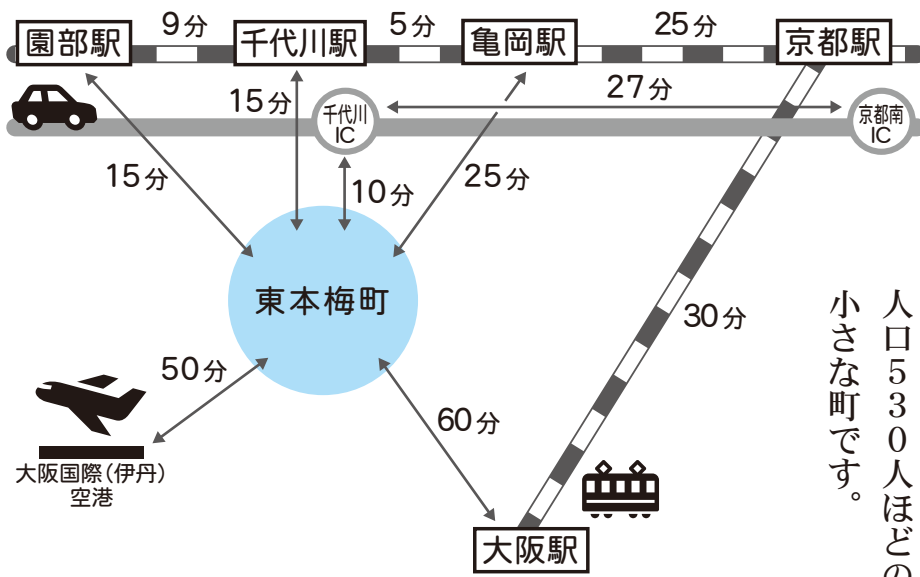 9分
5分
25分
園部駅
千代川駅
亀岡駅
京都駅
15分
千代川
IC
27分
京都南
IC
15分
10分
25分
東本梅町
30分
50分
60分
大阪国際(伊丹)
空港
大阪駅
人口530人ほどの
小さな町です。